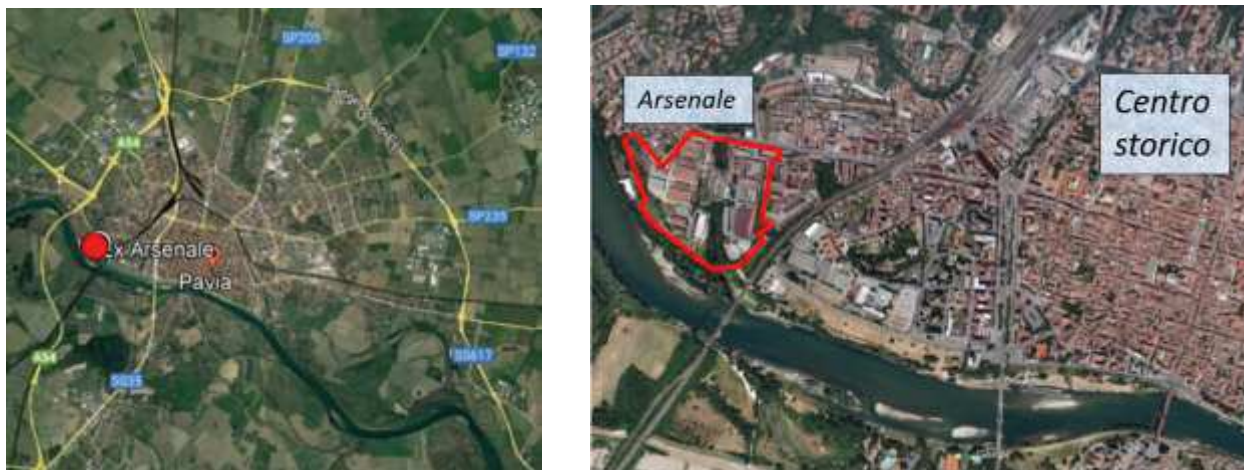 SP205
SP132
A54
SP235
Ex Arsenale
Pavia
A54
SS35
SS617
Arsenale
Centro
storico